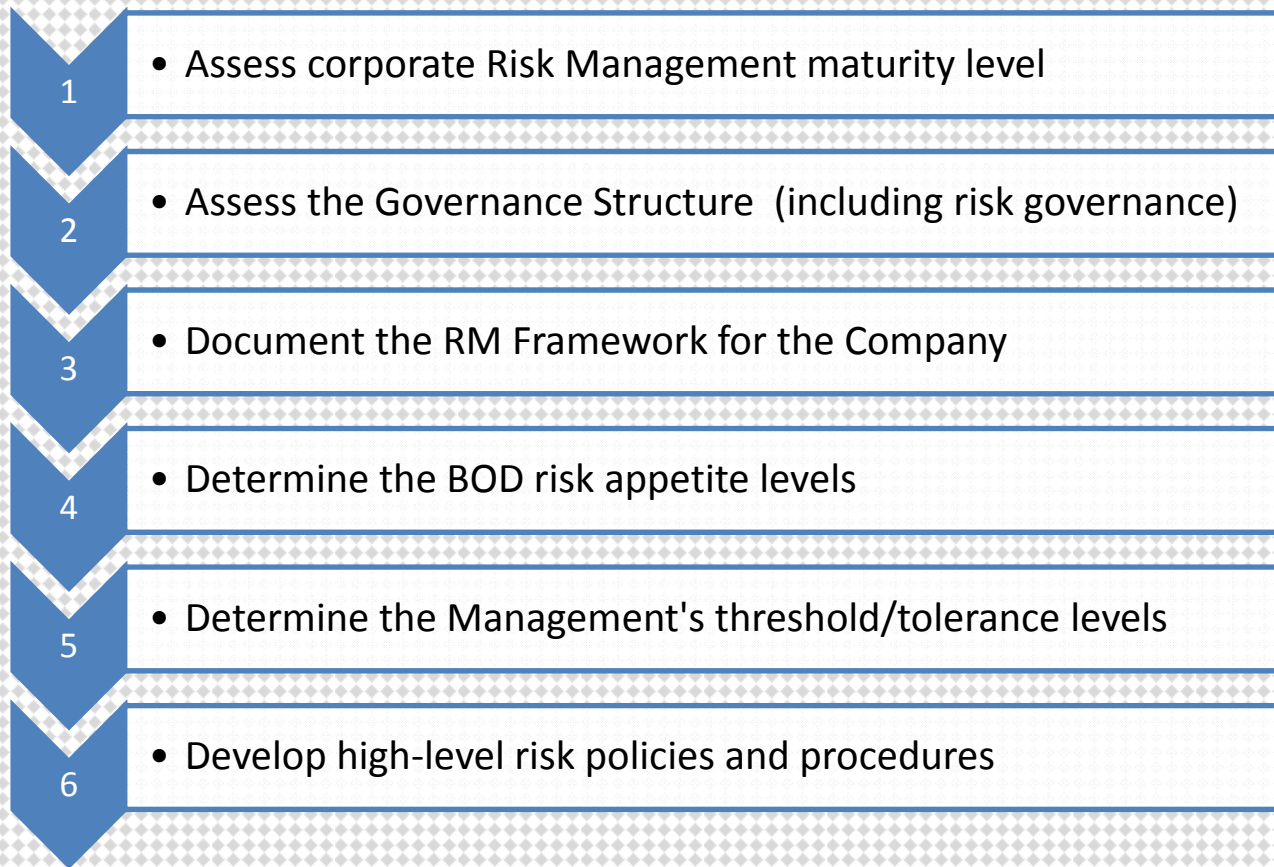 1
• Assess corporate Risk Management maturity level
2
• Assess the Governance Structure  (including risk governance)
3
• Document the RM Framework for the Company
4
• Determine the BOD risk appetite levels
5
• Determine the Management's threshold/tolerance levels
6
• Develop high-level risk policies and procedures